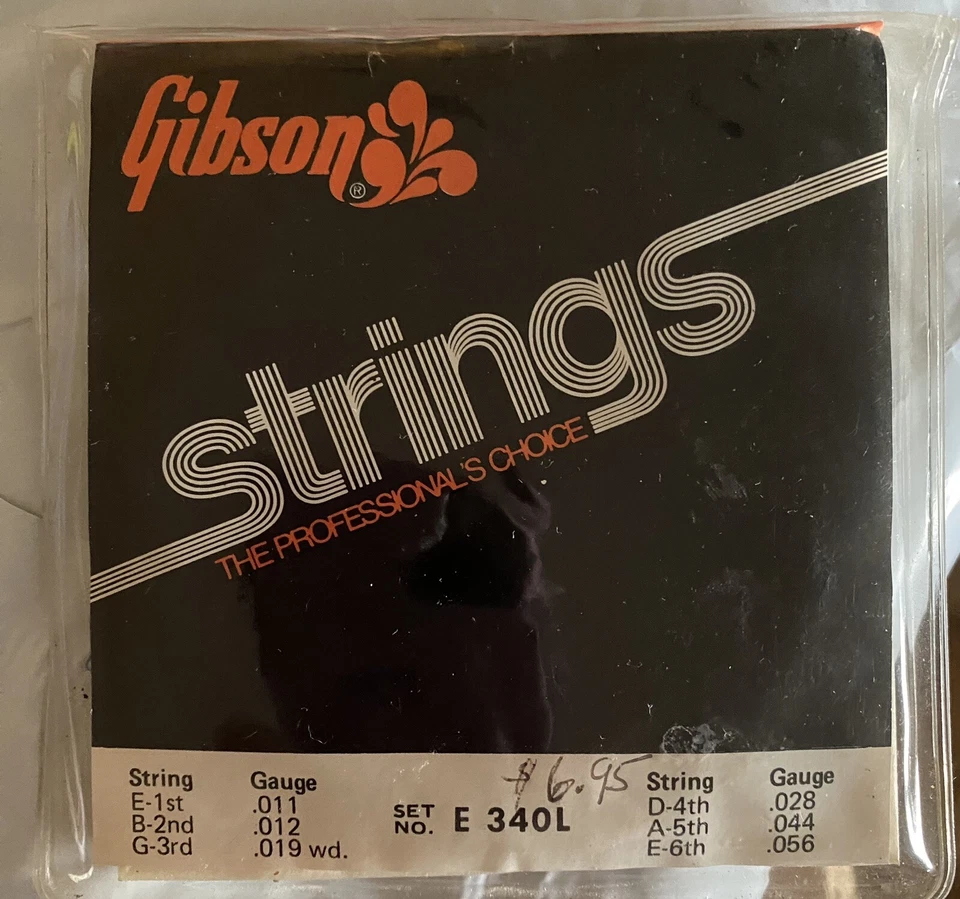 Gibson®
strings
THE PROFESSIONAL'S CHOICE
$6.95
String Gauge
E-1st .011
B-2nd .012
G-3rd .019 wd.
SET NO. E 340L
String Gauge
D-4th .028
A-5th .044
E-6th .056